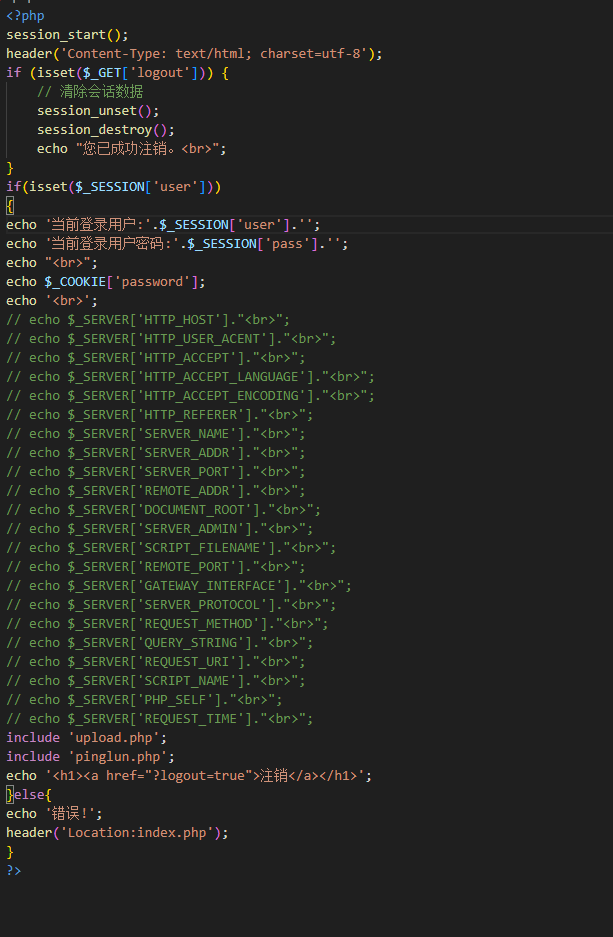 <?php
session_start();
header('Content-Type: text/html; charset=utf-8');
if (isset($_GET['logout'])) {
    // 清除会话数据
    session_unset();
    session_destroy();
    echo "您已成功注销。<br>";
}
if(isset($_SESSION['user']))
{
echo '当前登录用户:'.$_SESSION['user'].'';
echo '当前登录用户密码:'.$_SESSION['pass'].'';
echo "<br>";
echo $_COOKIE['password'];
echo '<br>';
// echo $_SERVER['HTTP_HOST']."<br>";
// echo $_SERVER['HTTP_USER_ACENT']."<br>";
// echo $_SERVER['HTTP_ACCEPT']."<br>";
// echo $_SERVER['HTTP_ACCEPT_LANGUAGE']."<br>";
// echo $_SERVER['HTTP_ACCEPT_ENCODING']."<br>";
// echo $_SERVER['HTTP_REFERER']."<br>";
// echo $_SERVER['SERVER_NAME']."<br>";
// echo $_SERVER['SERVER_ADDR']."<br>";
// echo $_SERVER['SERVER_PORT']."<br>";
// echo $_SERVER['REMOTE_ADDR']."<br>";
// echo $_SERVER['DOCUMENT_ROOT']."<br>";
// echo $_SERVER['SERVER_ADMIN']."<br>";
// echo $_SERVER['SCRIPT_FILENAME']."<br>";
// echo $_SERVER['REMOTE_PORT']."<br>";
// echo $_SERVER['GATEWAY_INTERFACE']."<br>";
// echo $_SERVER['SERVER_PROTOCOL']."<br>";
// echo $_SERVER['REQUEST_METHOD']."<br>";
// echo $_SERVER['QUERY_STRING']."<br>";
// echo $_SERVER['REQUEST_URI']."<br>";
// echo $_SERVER['SCRIPT_NAME']."<br>";
// echo $_SERVER['PHP_SELF']."<br>";
// echo $_SERVER['REQUEST_TIME']."<br>";
include 'upload.php';
include 'pinglun.php';
echo '<h1><a href="?logout=true">注销</a></h1>';
}else{
echo '错误!';
header('Location:index.php');
}
?>